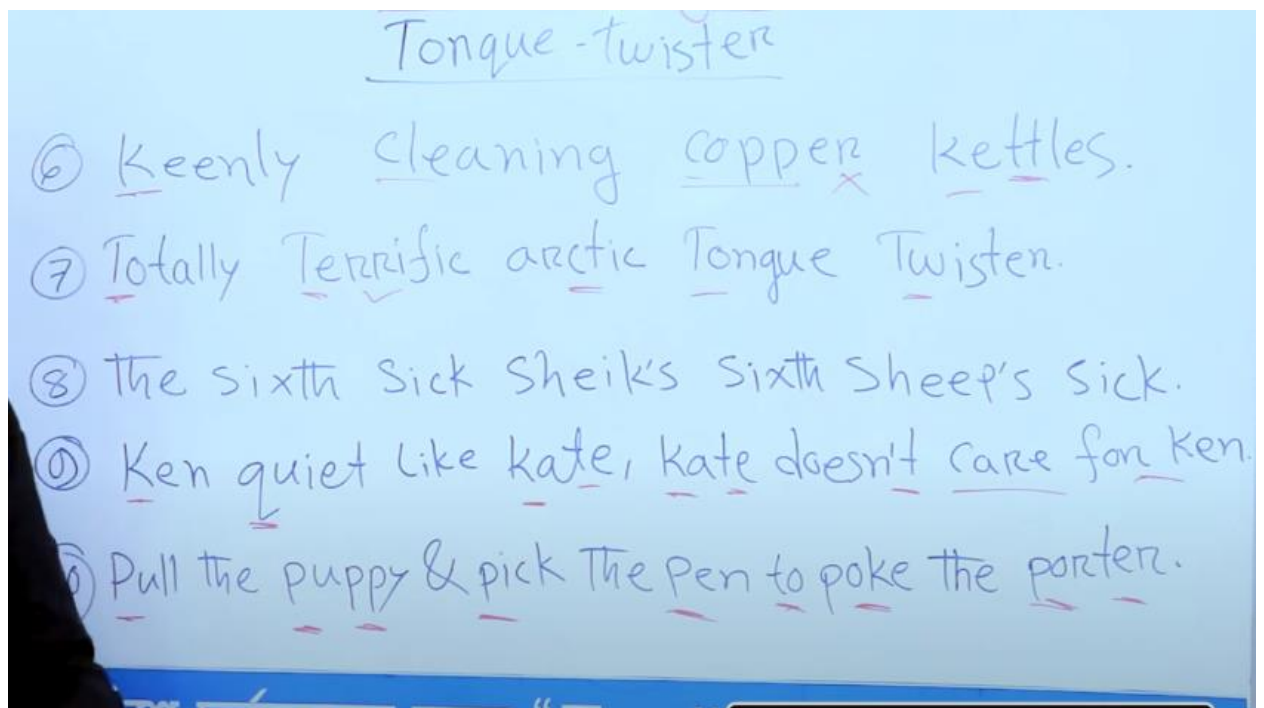 Tongue-twister
⑥ Keenly cleaning copper kettles.
⑦ Totally Terrific arctic Tongue Twister.
⑧ The sixth Sick Sheik's Sixth Sheep's sick.
⑨ Ken quiet like kate, kate doesn't care for Ken.
Pull the puppy & pick The pen to poke the porter.